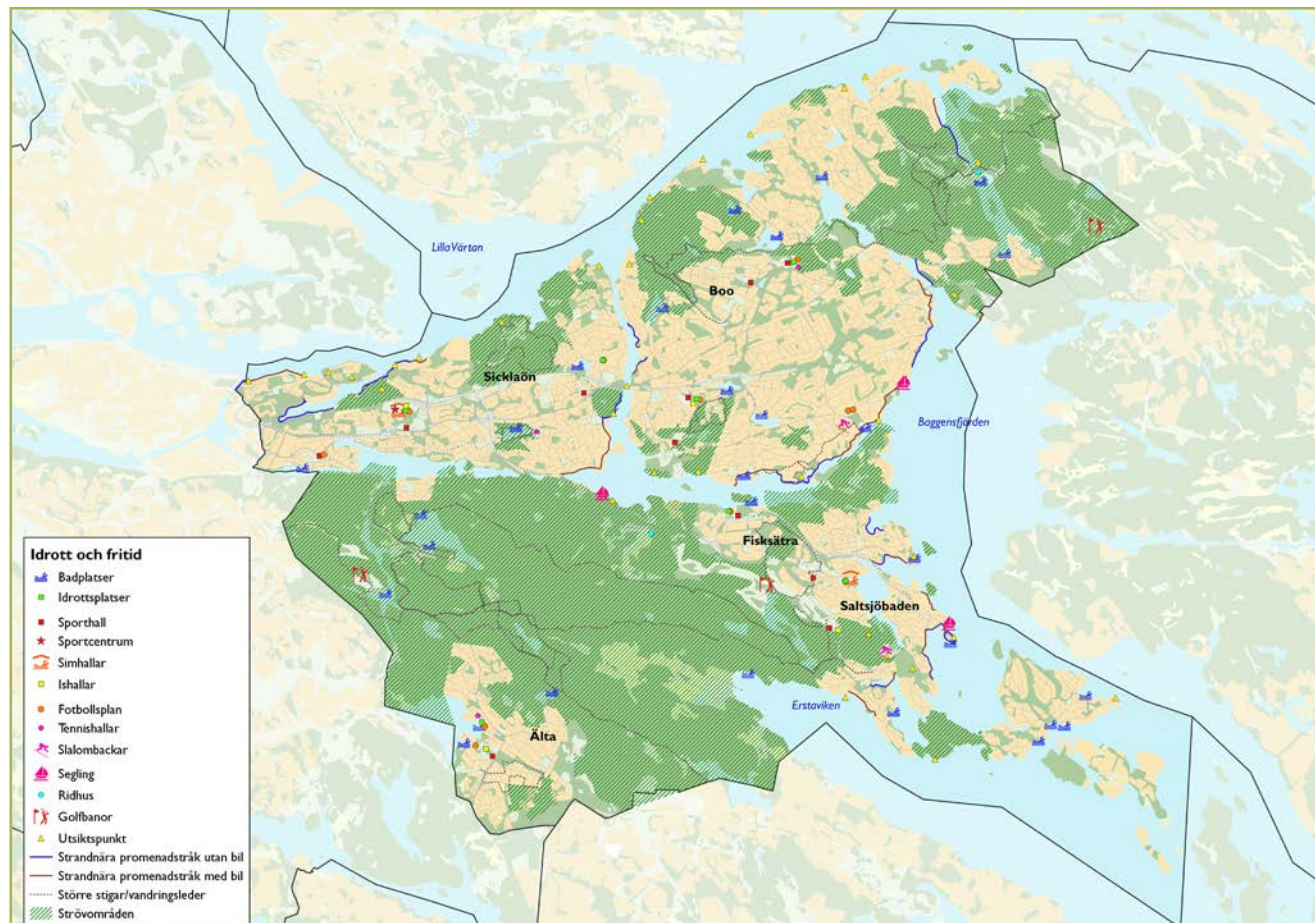 Lilla Värtan
Boo
Sicklaön
Baggensfjärden
Fisksätra
Saltsjöbaden
Erstaviken
Älta
Idrott och fritid
Badplatser
Idrottsplatser
Sporthall
Sportcentrum
Simhallar
Ishallar
Fotbollsplan
Tennishallar
Slalombackar
Segling
Ridhus
Golfbanor
Utsiktspunkt
Strandnära promenadstråk utan bil
Strandnära promenadstråk med bil
Större stigar/vandringsleder
Strövområden